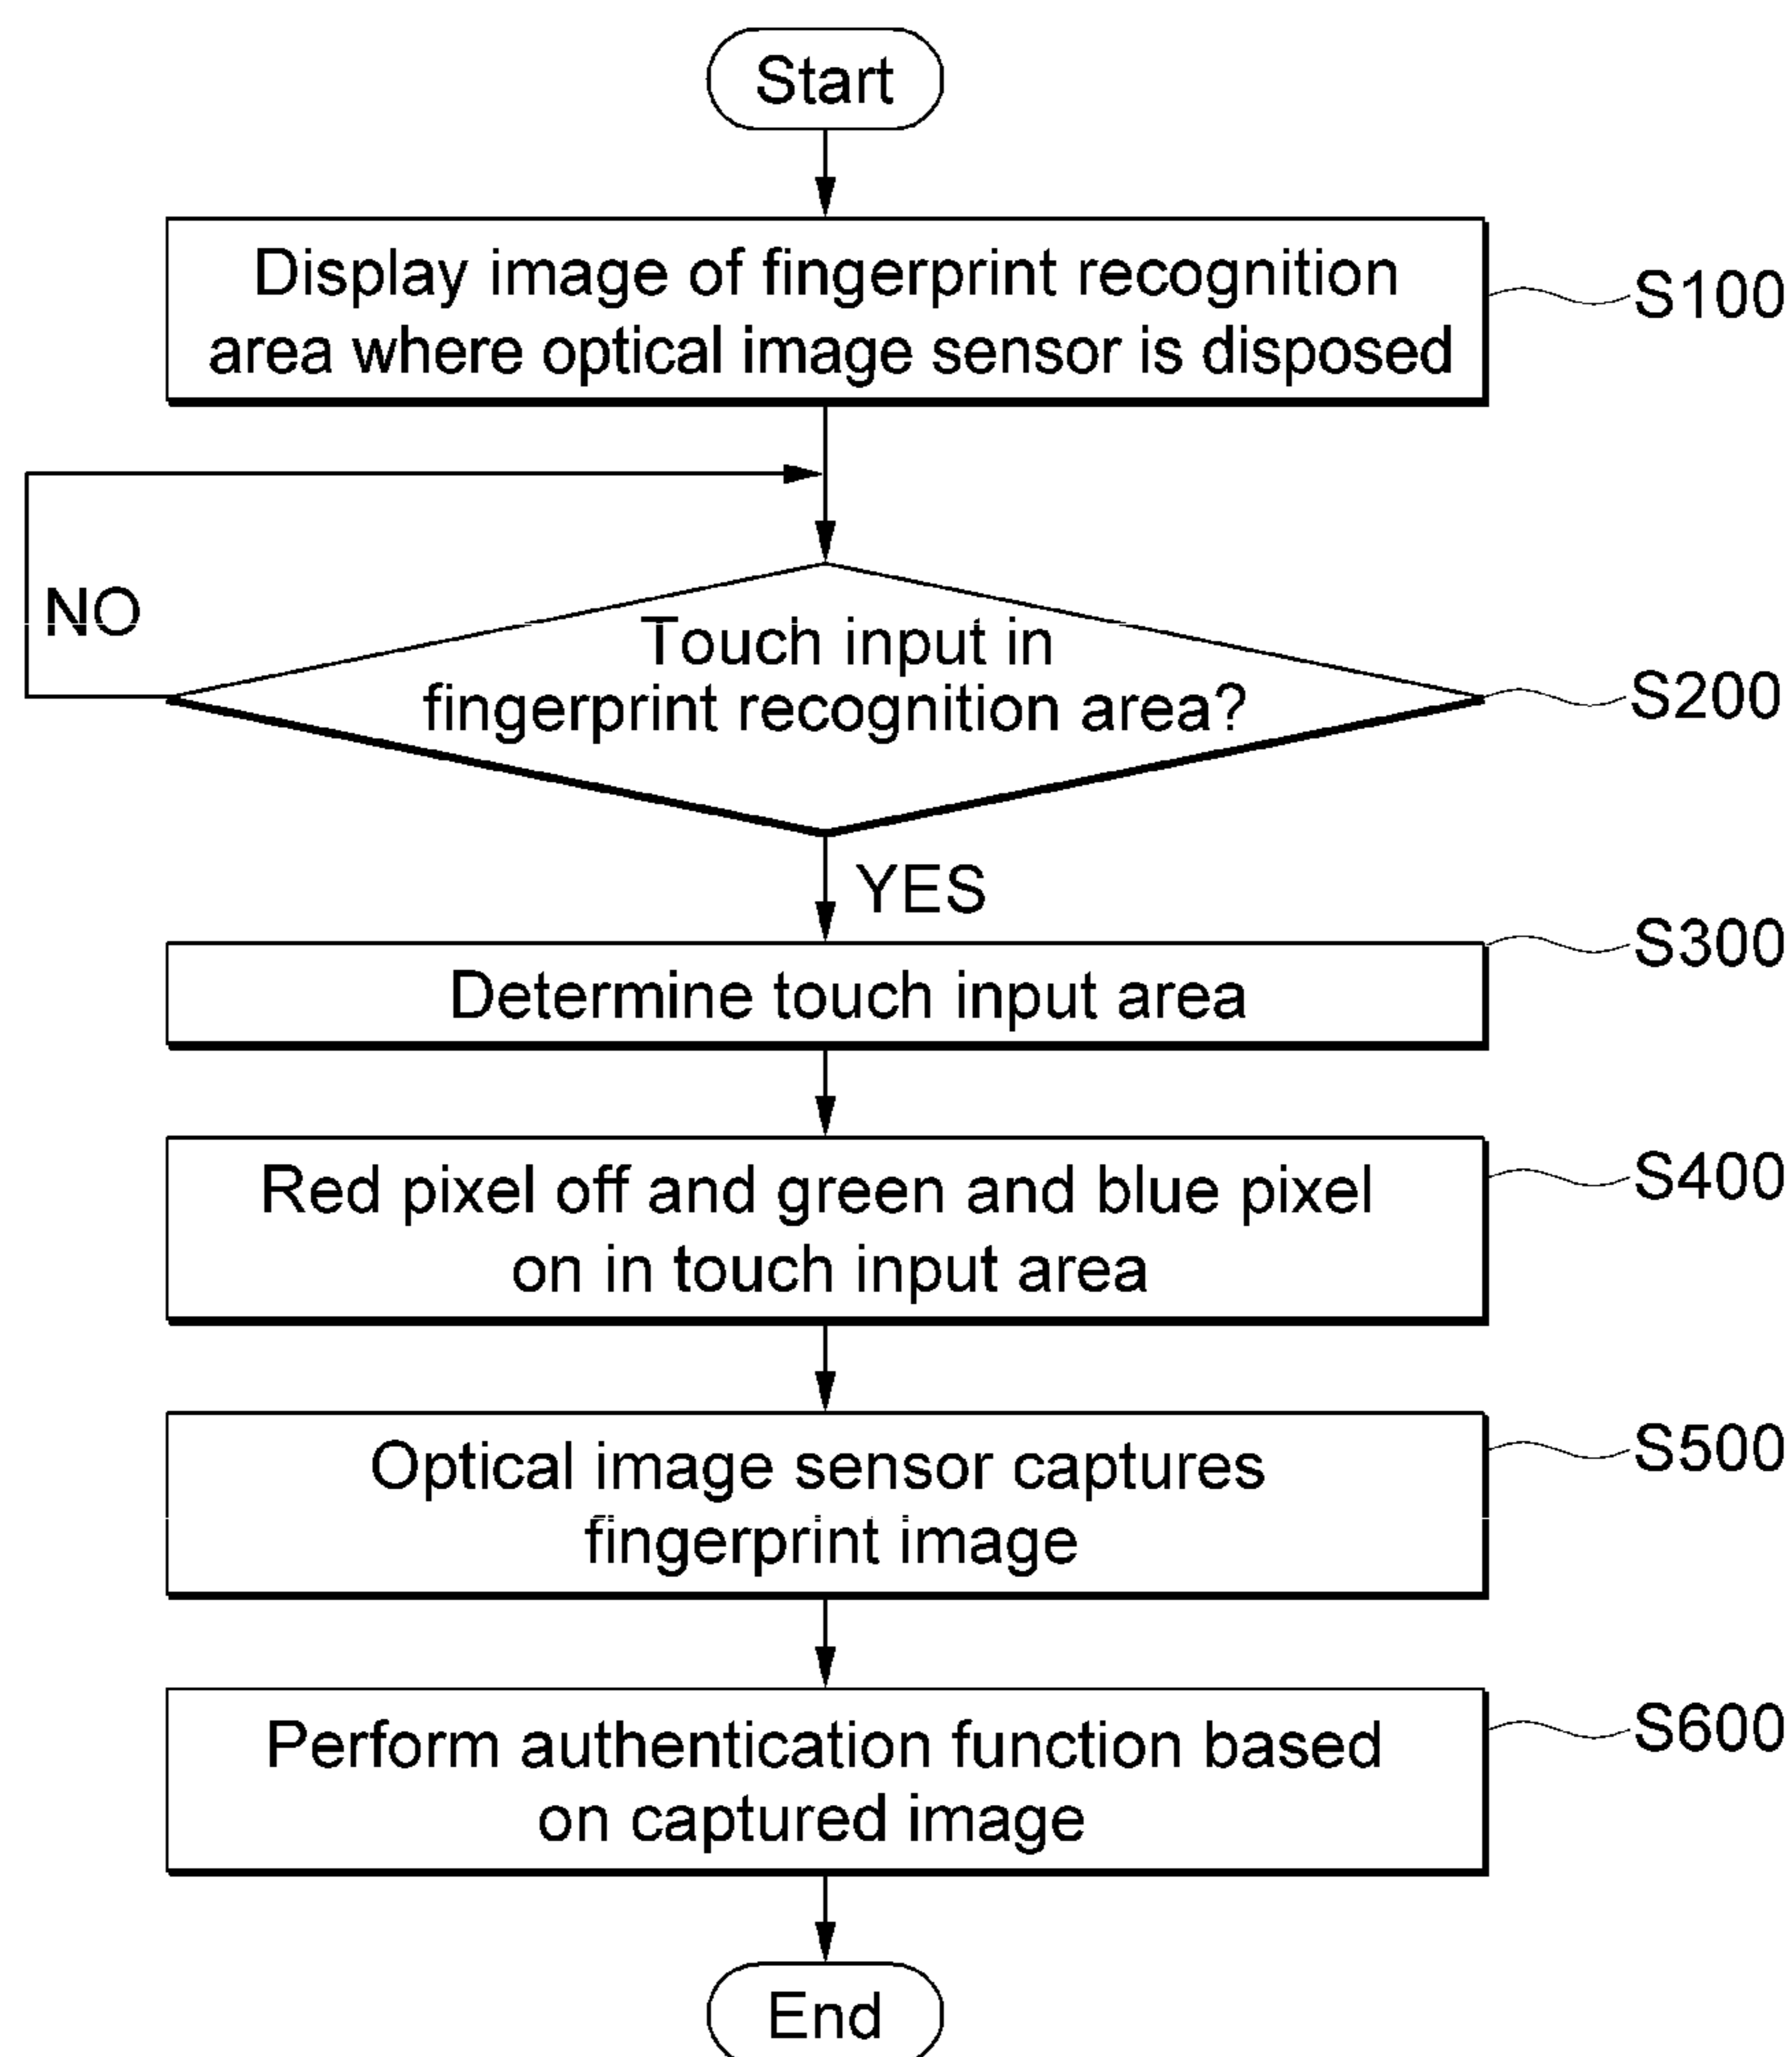 Start
Display image of fingerprint recognition
area where optical image sensor is disposed
S100
NO
Touch input in
fingerprint recognition area?
S200
YES
S300
Determine touch input area
Red pixel off and green and blue pixel
on in touch input area
S400
Optical image sensor captures
fingerprint image
S500
Perform authentication function based
on captured image
S600
End